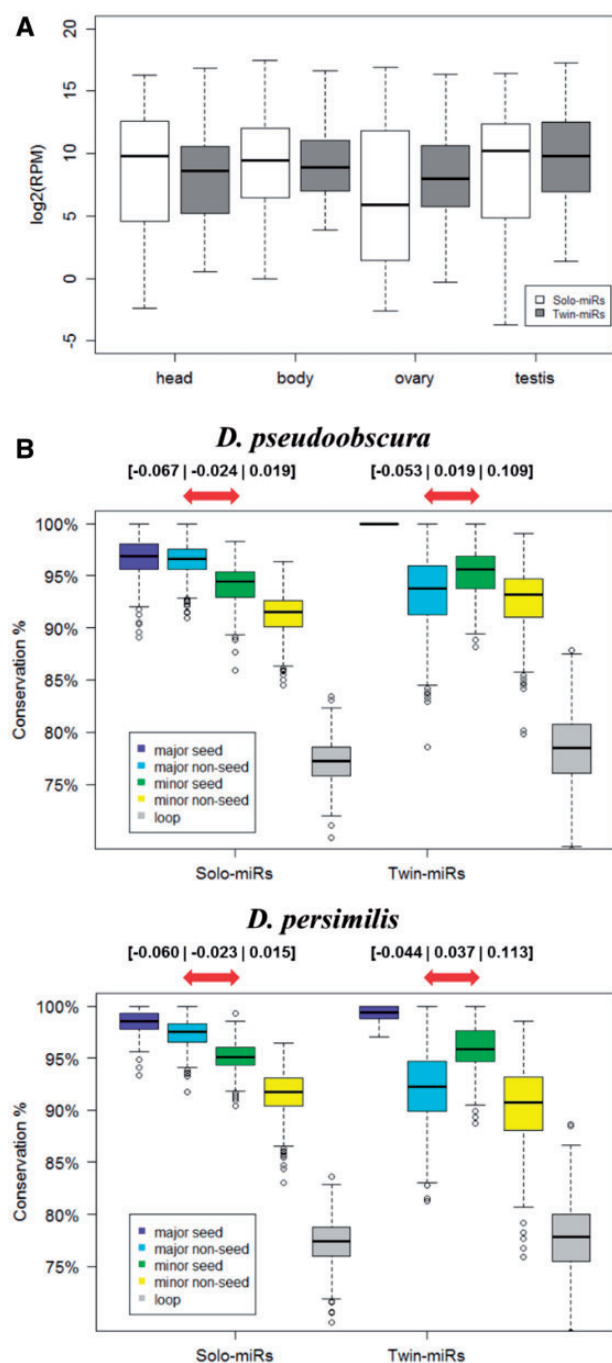 A
20
15
10
5
0
-5
log2(RPM)
Solo-miRs
Twin-miRs
head body ovary testis
B
D. pseudoobscura
[-0.067 | -0.024 | 0.019] [-0.053 | 0.019 | 0.109]
100%
95%
90%
85%
80%
75%
Conservation %
major seed
major non-seed
minor seed
minor non-seed
loop
Solo-miRs Twin-miRs
D. persimilis
[-0.060 | -0.023 | 0.015] [-0.044 | 0.037 | 0.113]
100%
95%
90%
85%
80%
75%
Conservation %
major seed
major non-seed
minor seed
minor non-seed
loop
Solo-miRs Twin-miRs